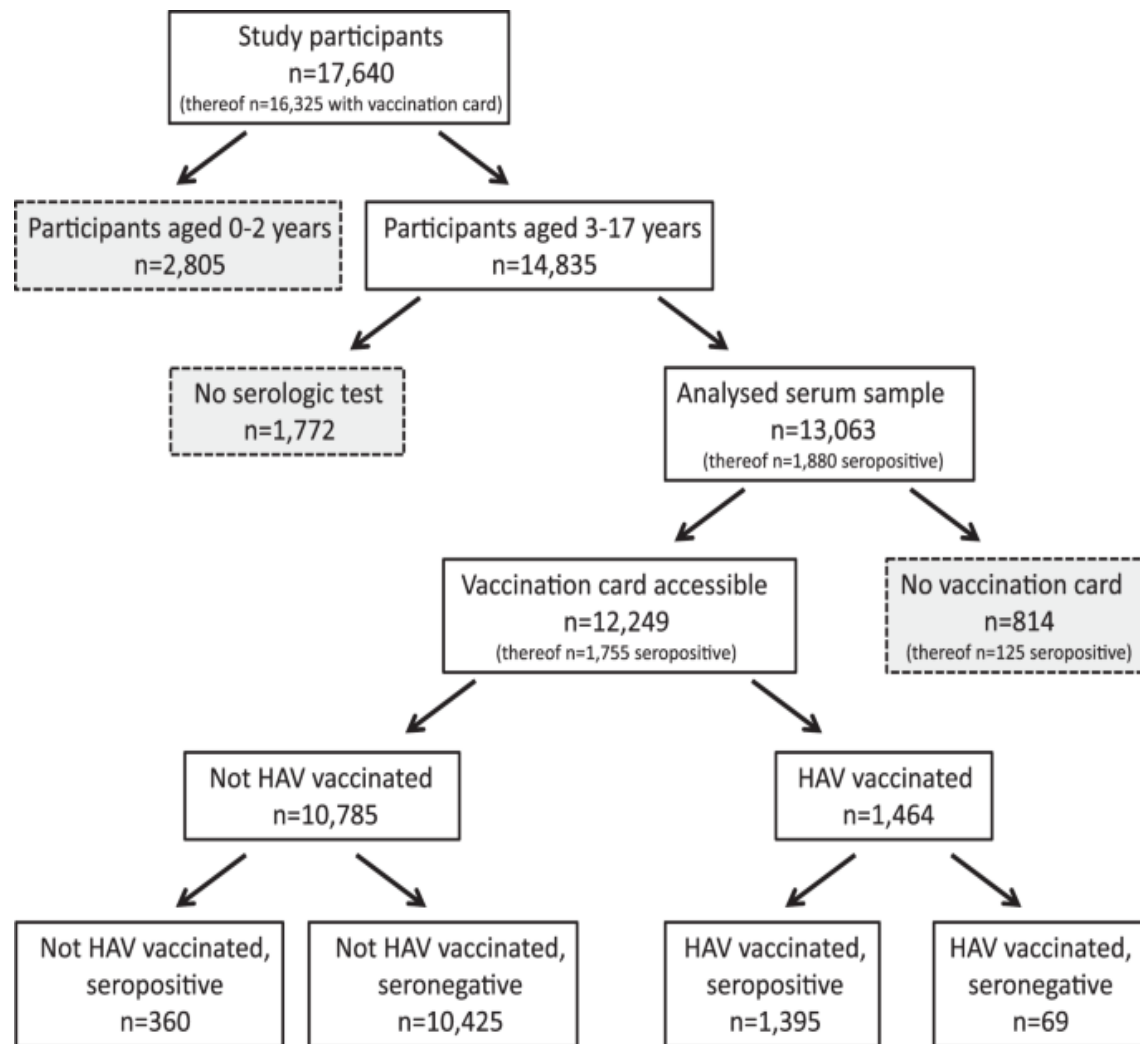 Study participants
n=17,640
(thereof n=16,325 with vaccination card)
Participants aged 0-2 years
n=2,805
Participants aged 3-17 years
n=14,835
No serologic test
n=1,772
Analysed serum sample
n=13,063
(thereof n=1,880 seropositive)
Vaccination card accessible
n=12,249
(thereof n=1,755 seropositive)
No vaccination card
n=814
(thereof n=125 seropositive)
Not HAV vaccinated
n=10,785
HAV vaccinated
n=1,464
Not HAV vaccinated,
seropositive
n=360
Not HAV vaccinated,
seronegative
n=10,425
HAV vaccinated,
seropositive
n=1,395
HAV vaccinated,
seronegative
n=69